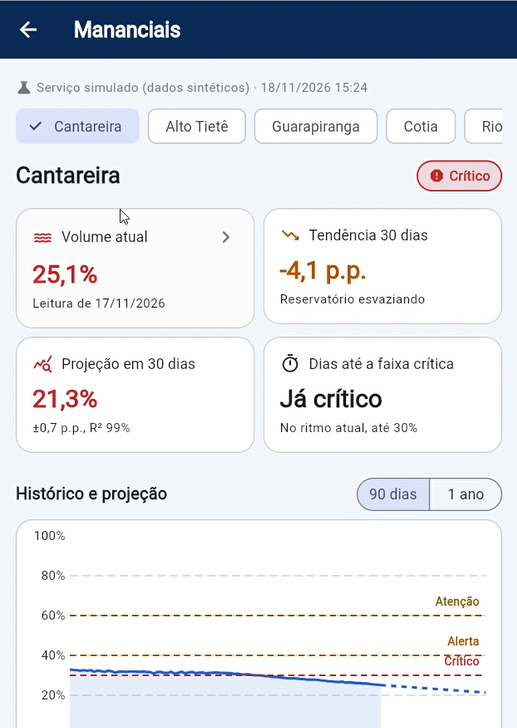 Mananciais
Serviço simulado (dados sintéticos) · 18/11/2026 15:24
Cantareira
Alto Tietê
Guarapiranga
Cotia
Rio
Cantareira
Crítico
Volume atual
25,1%
Leitura de 17/11/2026
Tendência 30 dias
-4,1 p.p.
Reservatório esvaziando
Projeção em 30 dias
21,3%
±0,7 p.p., R² 99%
Dias até a faixa crítica
Já crítico
No ritmo atual, até 30%
Histórico e projeção
90 dias
1 ano
100%
80%
Atenção
60%
Alerta
40%
Crítico
20%